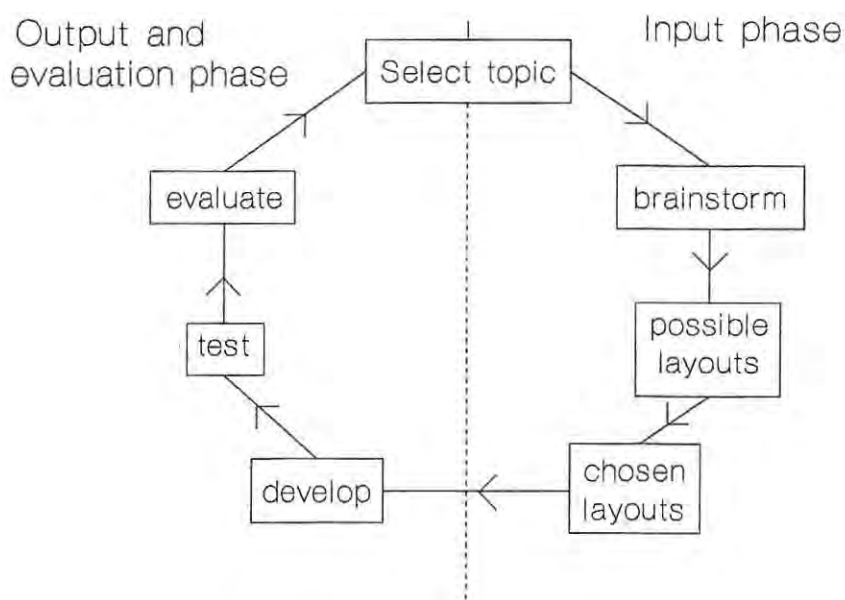 Output and
evaluation phase
Input phase
Select topic
evaluate
brainstorm
possible
layouts
test
chosen
layouts
develop